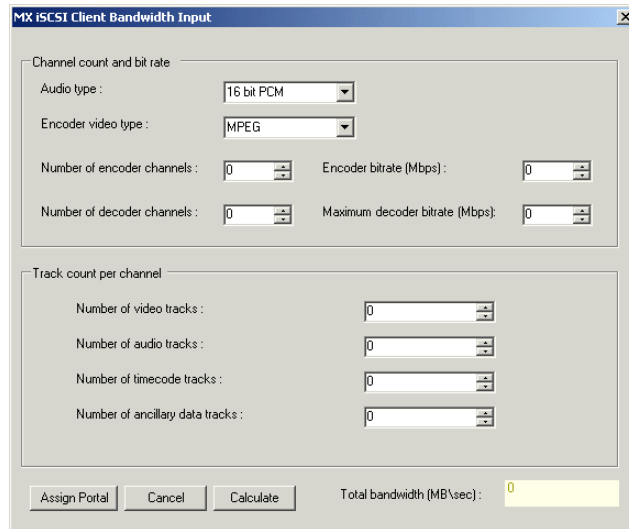 MX iSCSI Client Bandwidth Input
Channel count and bit rate
Audio type :
16 bit PCM
Encoder video type :
MPEG
Number of encoder channels :
0
Encoder bitrate (Mbps) :
0
Number of decoder channels :
0
Maximum decoder bitrate (Mbps):
0
Track count per channel
Number of video tracks :
0
Number of audio tracks :
0
Number of timecode tracks :
0
Number of ancillary data tracks :
0
Assign Portal
Cancel
Calculate
Total bandwidth (MB\sec) :
0